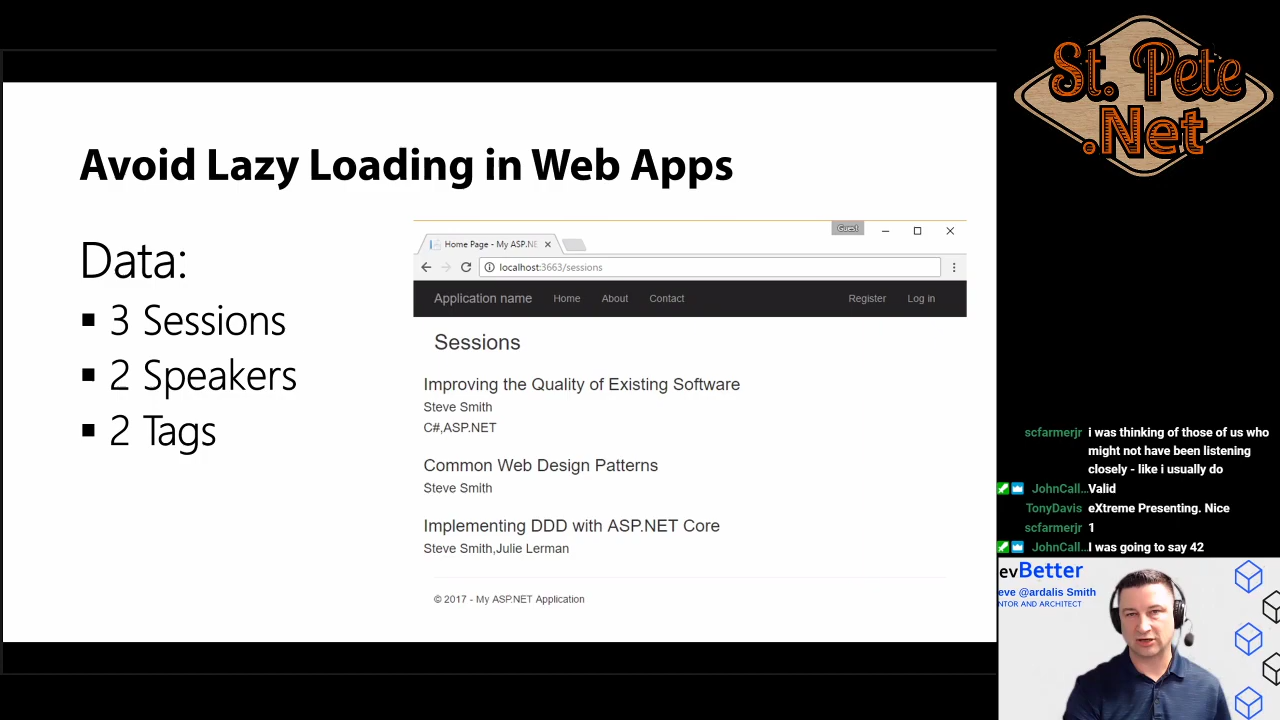 Avoid Lazy Loading in Web Apps
Data:
▪ 3 Sessions
▪ 2 Speakers
▪ 2 Tags
Guest
Home Page - My ASP.NE
localhost:3663/sessions
Application name Home About Contact Register Log in
Sessions
Improving the Quality of Existing Software
Steve Smith
C#,ASP.NET
Common Web Design Patterns
Steve Smith
Implementing DDD with ASP.NET Core
Steve Smith,Julie Lerman
© 2017 - My ASP.NET Application
St. Pete
.Net
scfarmerjr i was thinking of those of us who
might not have been listening
closely - like i usually do
JohnCall... Valid
TonyDavis eXtreme Presenting. Nice
scfarmerjr 1
JohnCall... I was going to say 42
evBetter
eve @ardalis Smith
NTOR AND ARCHITECT